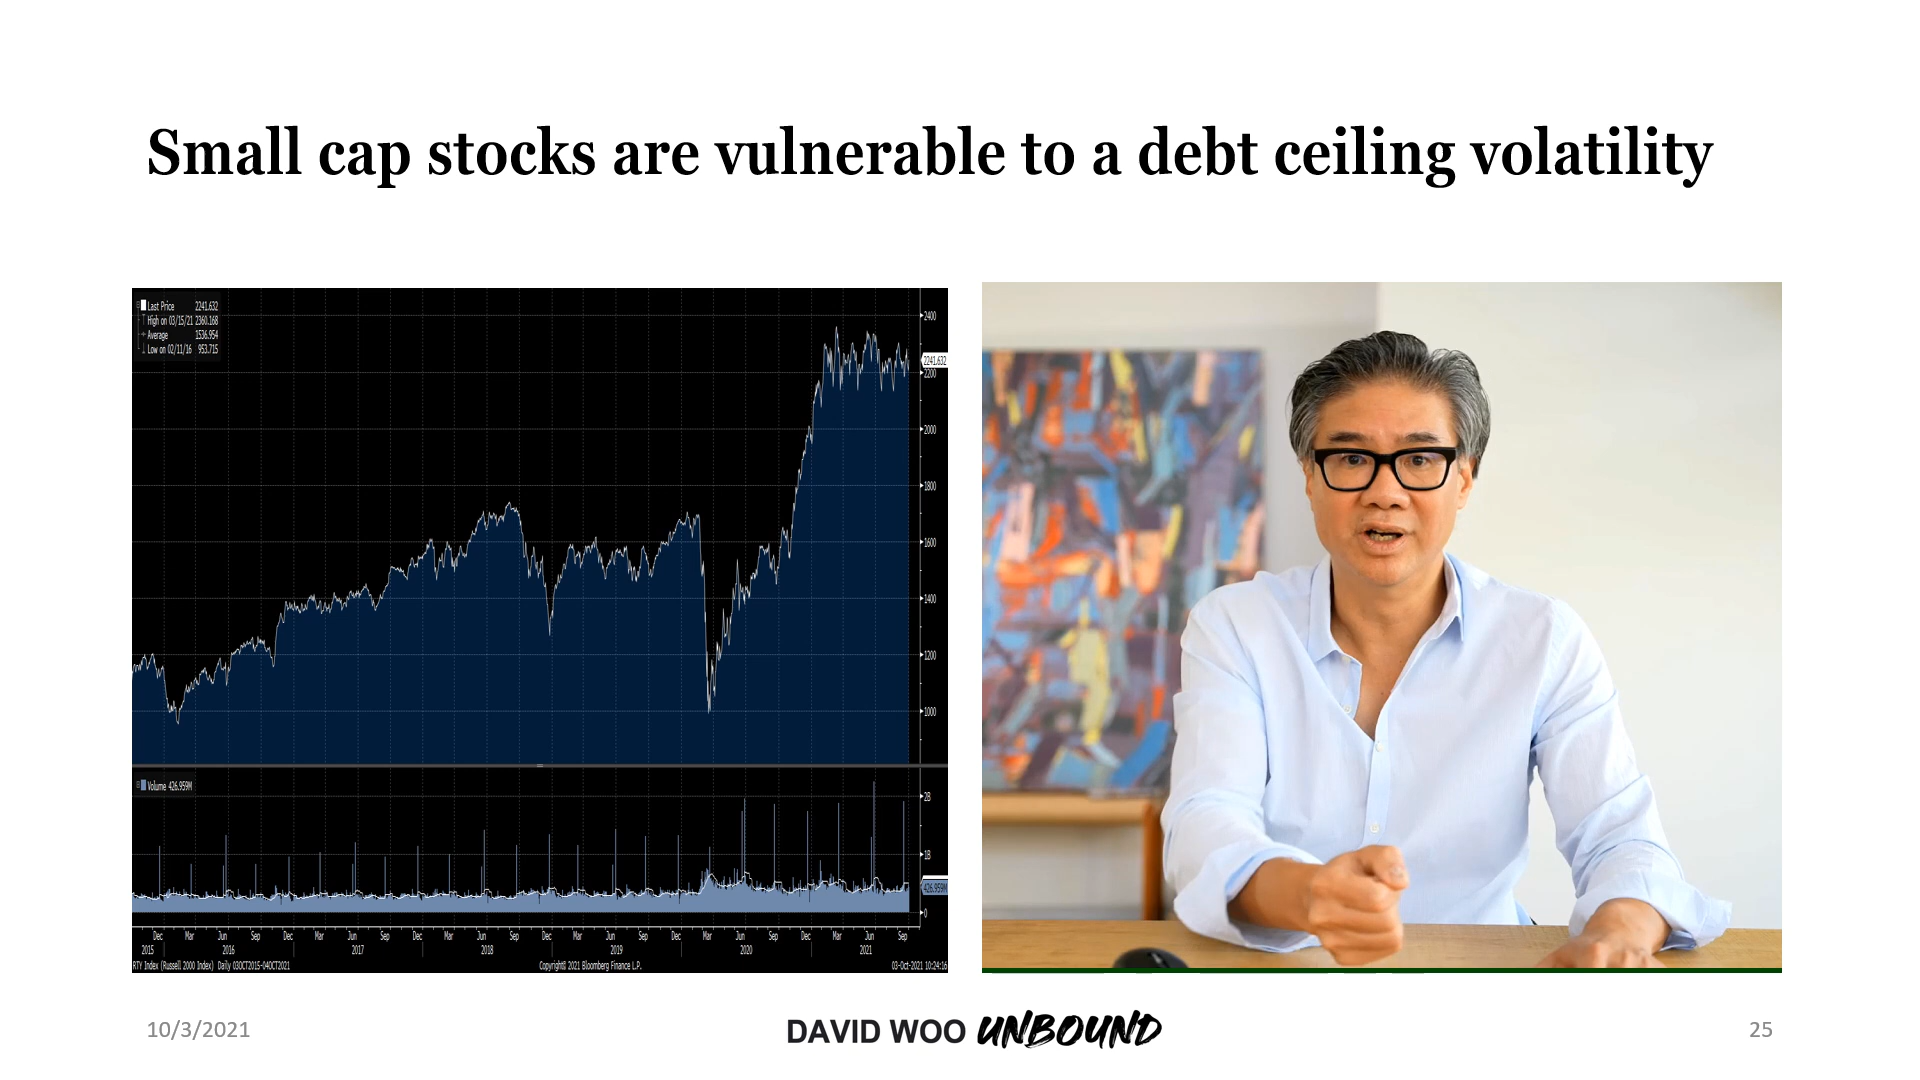 Small cap stocks are vulnerable to a debt ceiling volatility
Last Price 2241.632
High on 03/15/21 2360.168
Average 1536.954
Low on 02/11/16 953.715
2400
2241.632
2200
2000
1800
1600
1400
1200
1000
Volume 426.959M
2B
1B
426.959M
0
Dec Mar Jun Sep Dec Mar Jun Sep Dec Mar Jun Sep Dec Mar Jun Sep Dec Mar Jun Sep Dec Mar Jun Sep
2015 2016 2017 2018 2019 2020 2021
RTY Index (Russell 2000 Index) Daily 03OCT2015-04OCT2021 Copyright© 2021 Bloomberg Finance L.P. 03-Oct-2021 10:24:16
10/3/2021 DAVID WOO UNBOUND 25